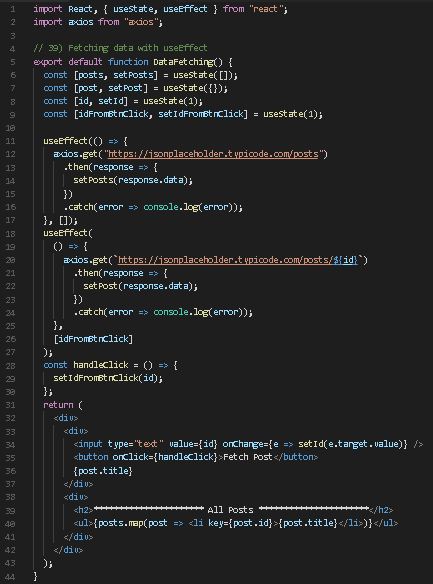 1 import React, { useState, useEffect } from "react";
2 import axios from "axios";
3
4 // 39) Fetching data with useEffect
5 export default function DataFetching() {
6   const [posts, setPosts] = useState([]);
7   const [post, setPost] = useState({});
8   const [id, setId] = useState(1);
9   const [idFromBtnClick, setIdFromBtnClick] = useState(1);
10
11   useEffect(() => {
12     axios.get("https://jsonplaceholder.typicode.com/posts")
13       .then(response => {
14         setPosts(response.data);
15       })
16       .catch(error => console.log(error));
17   }, []);
18   useEffect(
19     () => {
20       axios.get(`https://jsonplaceholder.typicode.com/posts/${id}`)
21         .then(response => {
22           setPost(response.data);
23         })
24         .catch(error => console.log(error));
25     },
26     [idFromBtnClick]
27   );
28   const handleClick = () => {
29     setIdFromBtnClick(id);
30   };
31   return (
32     <div>
33       <div>
34         <input type="text" value={id} onChange={e => setId(e.target.value)} />
35         <button onClick={handleClick}>Fetch Post</button>
36         {post.title}
37       </div>
38       <div>
39         <h2>********************** All Posts **********************</h2>
40         <ul>{posts.map(post => <li key={post.id}>{post.title}</li>)}</ul>
41       </div>
42     </div>
43   );
44 }